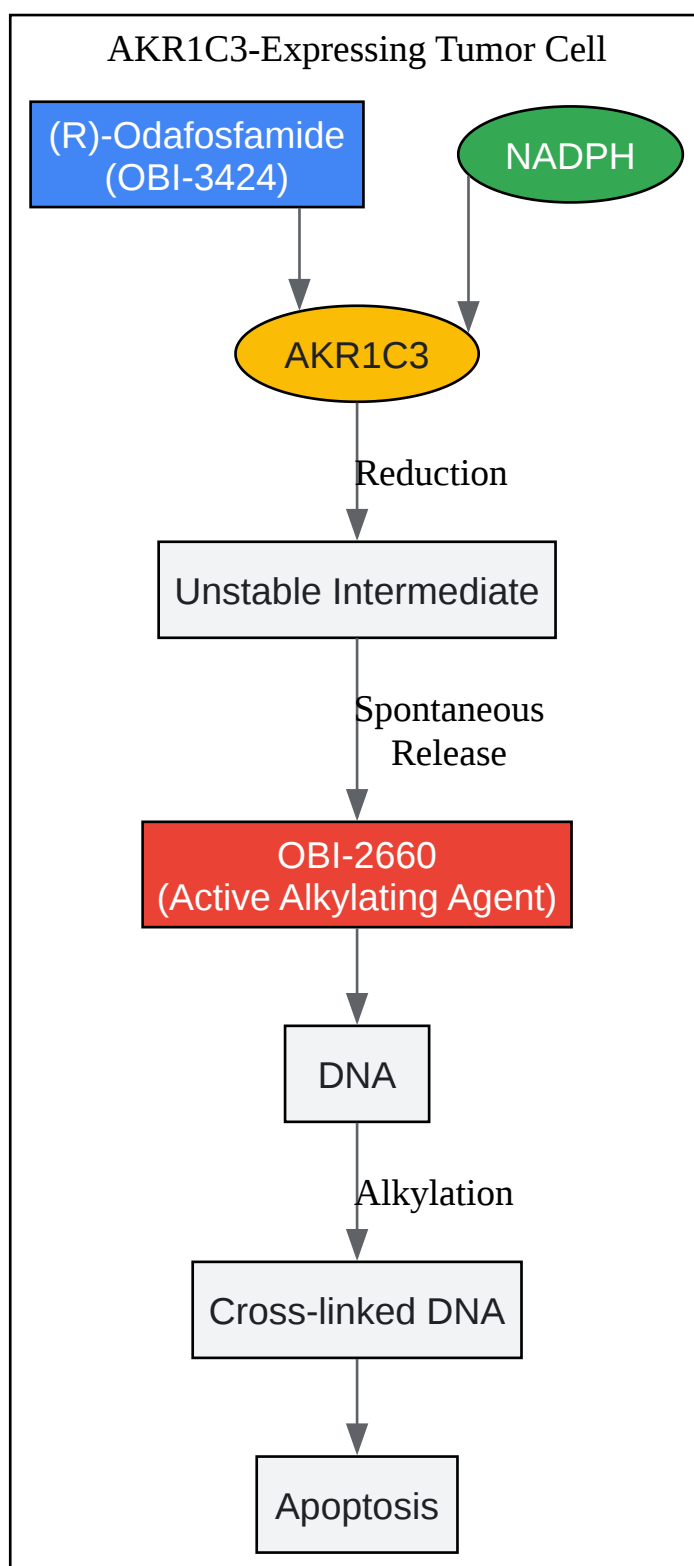 AKR1C3-Expressing Tumor Cell
(R)-Odafosfamide
(OBI-3424)
NADPH
AKR1C3
Reduction
Unstable Intermediate
Spontaneous
Release
OBI-2660
(Active Alkylating Agent)
DNA
Alkylation
Cross-linked DNA
Apoptosis